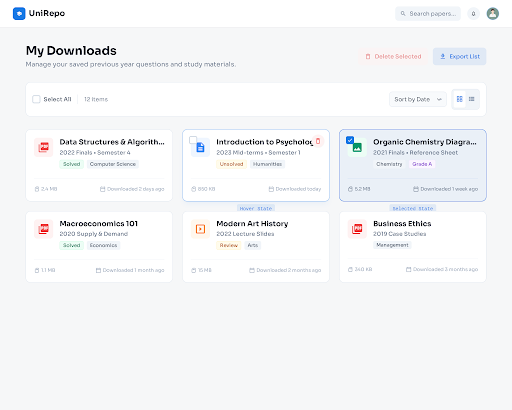 UniRepo
Search papers...
My Downloads
Manage your saved previous year questions and study materials.
Delete Selected
Export List
Select All
12 items
Sort by Date
Data Structures & Algorith...
2022 Finals • Semester 4
Solved
Computer Science
2.4 MB
Downloaded 2 days ago
Introduction to Psycholog
2023 Mid-terms • Semester 1
Unsolved
Humanities
850 KB
Downloaded today
Hover State
Organic Chemistry Diagra...
2021 Finals • Reference Sheet
Chemistry
Grade A
5.2 MB
Downloaded 1 week ago
Selected State
Macroeconomics 101
2020 Supply & Demand
Solved
Economics
1.1 MB
Downloaded 1 month ago
Modern Art History
2022 Lecture Slides
Review
Arts
15 MB
Downloaded 2 months ago
Business Ethics
2019 Case Studies
Management
340 KB
Downloaded 3 months ago